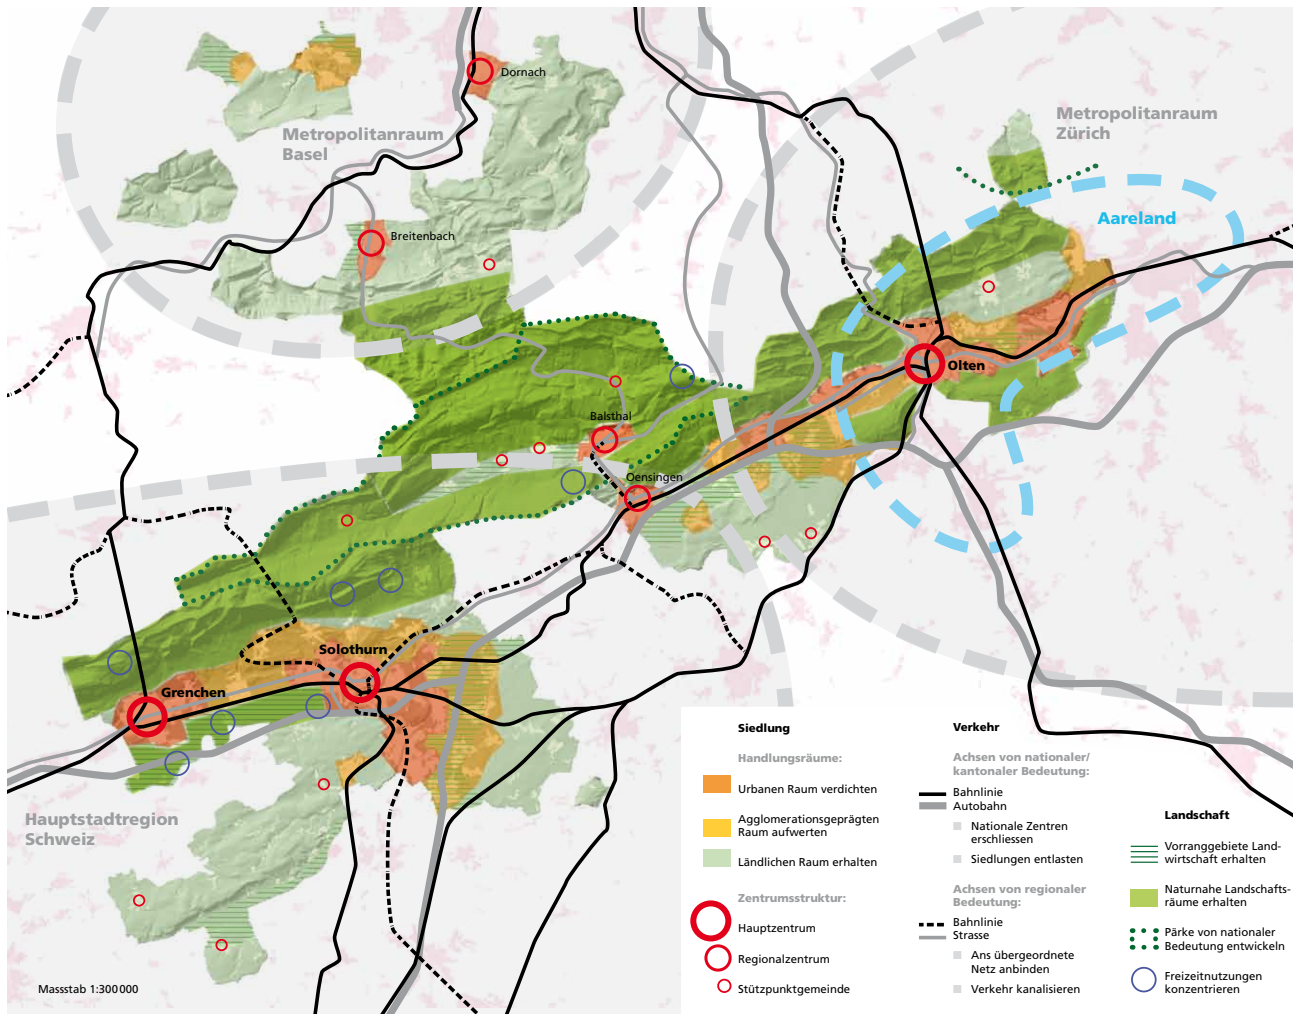 Dornach
Metropolitanraum
Basel
Metropolitanraum
Zürich
Aareland
Breitenbach
Olten
Balsthal
Oensingen
Solothurn
Grenchen
Hauptstadtregion
Schweiz
Massstab 1:300 000
Siedlung
Handlungsräume:
Urbanen Raum verdichten
Agglomerationsgeprägten
Raum aufwerten
Ländlichen Raum erhalten
Zentrumsstruktur:
Hauptzentrum
Regionalzentrum
Stützpunktgemeinde
Verkehr
Achsen von nationaler/
kantonaler Bedeutung:
Bahnlinie
Autobahn
Nationale Zentren
erschliessen
Siedlungen entlasten
Achsen von regionaler
Bedeutung:
Bahnlinie
Strasse
Ans übergeordnete
Netz anbinden
Verkehr kanalisieren
Landschaft
Vorranggebiete Land-
wirtschaft erhalten
Naturnahe Landschafts-
räume erhalten
Pärke von nationaler
Bedeutung entwickeln
Freizeitnutzungen
konzentrieren